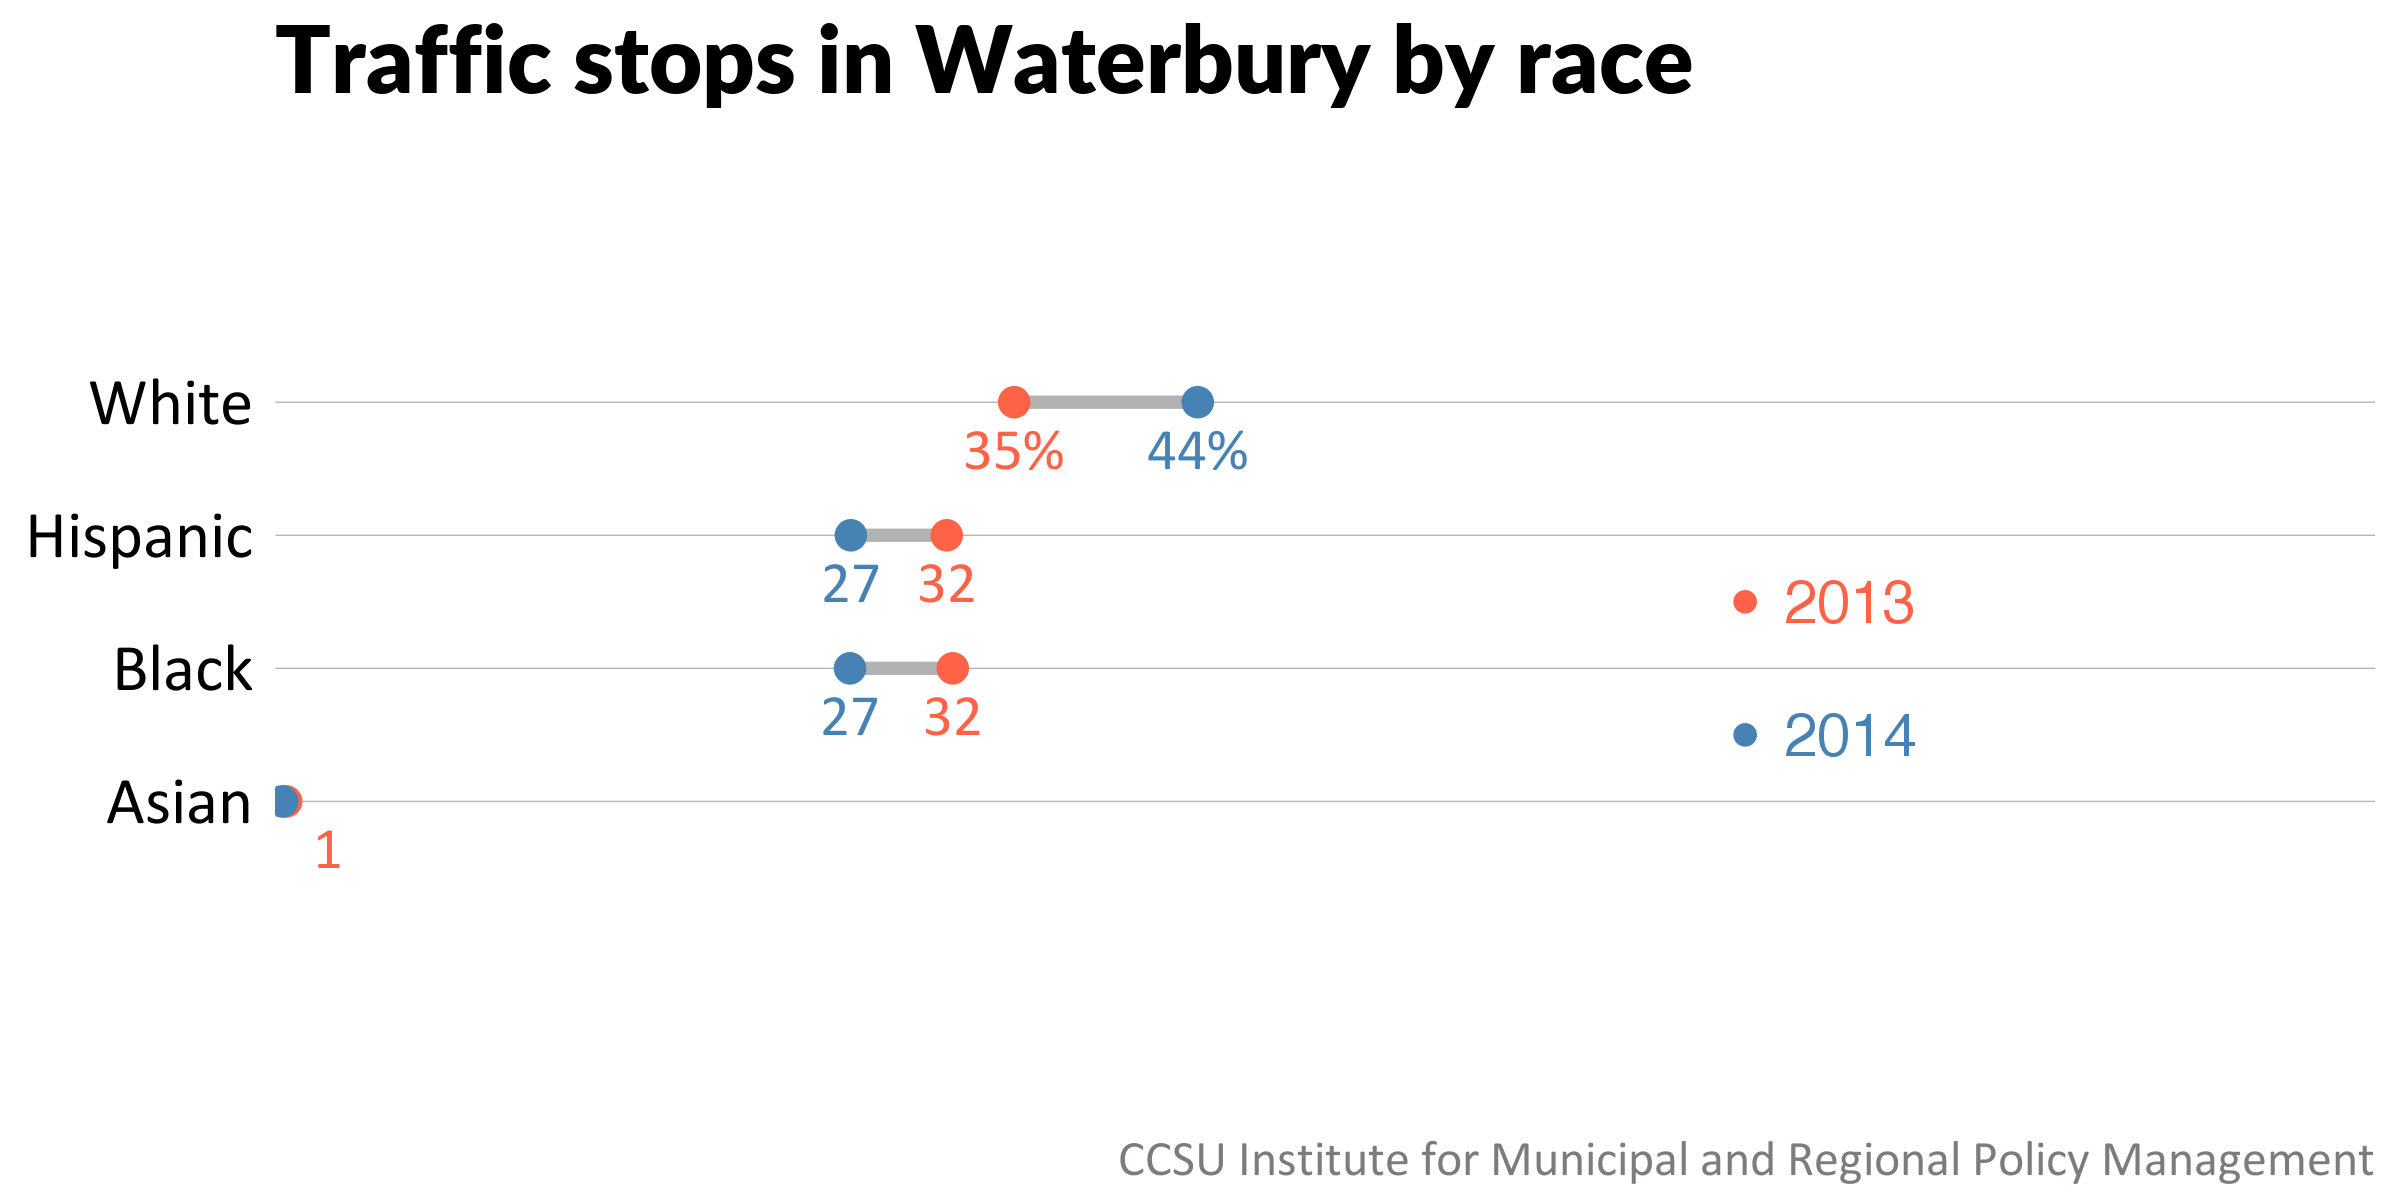 Traffic stops in Waterbury by race
White
35% 44%
Hispanic
27 32
2013
Black
27 32
2014
Asian
1
CCSU Institute for Municipal and Regional Policy Management